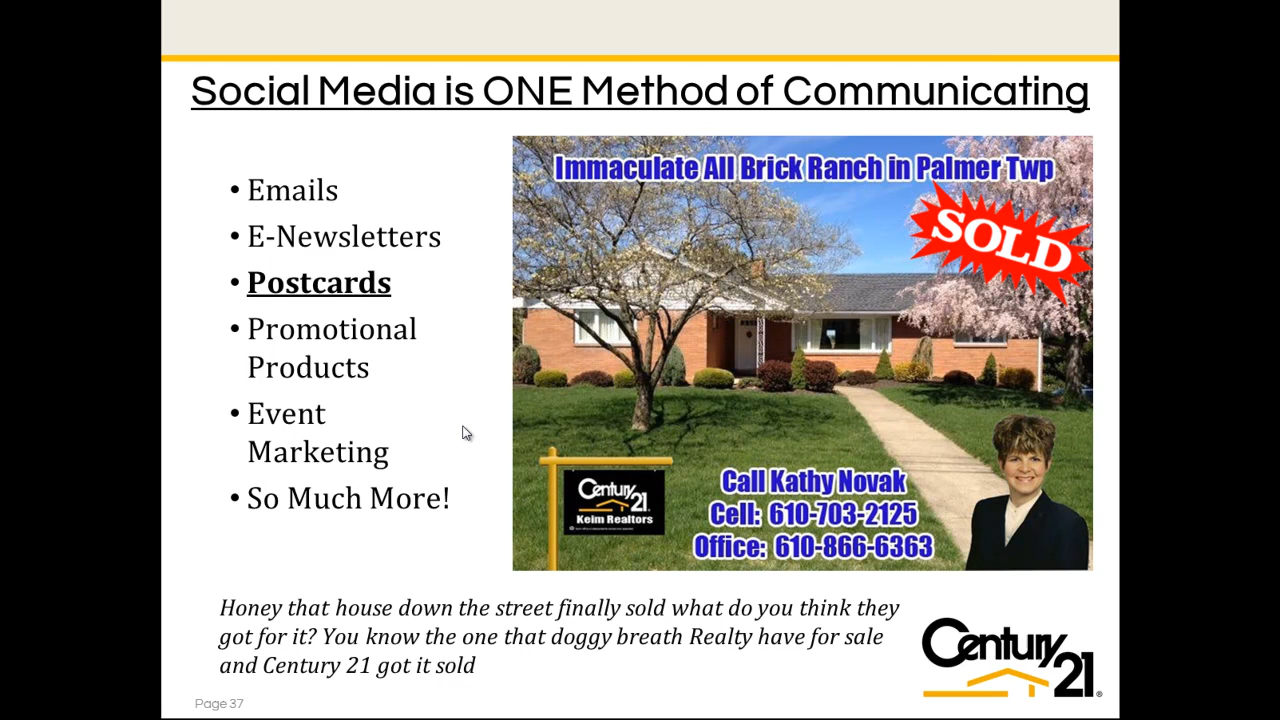 Social Media is ONE Method of Communicating
• Emails
• E-Newsletters
• Postcards
• Promotional
Products
• Event
Marketing
• So Much More!
Immaculate All Brick Ranch in Palmer Twp
SOLD
Century 21®
Keim Realtors
Call Kathy Novak
Cell: 610-703-2125
Office: 610-866-6363
Honey that house down the street finally sold what do you think they
got for it? You know the one that doggy breath Realty have for sale
and Century 21 got it sold
Century 21®
Page 37